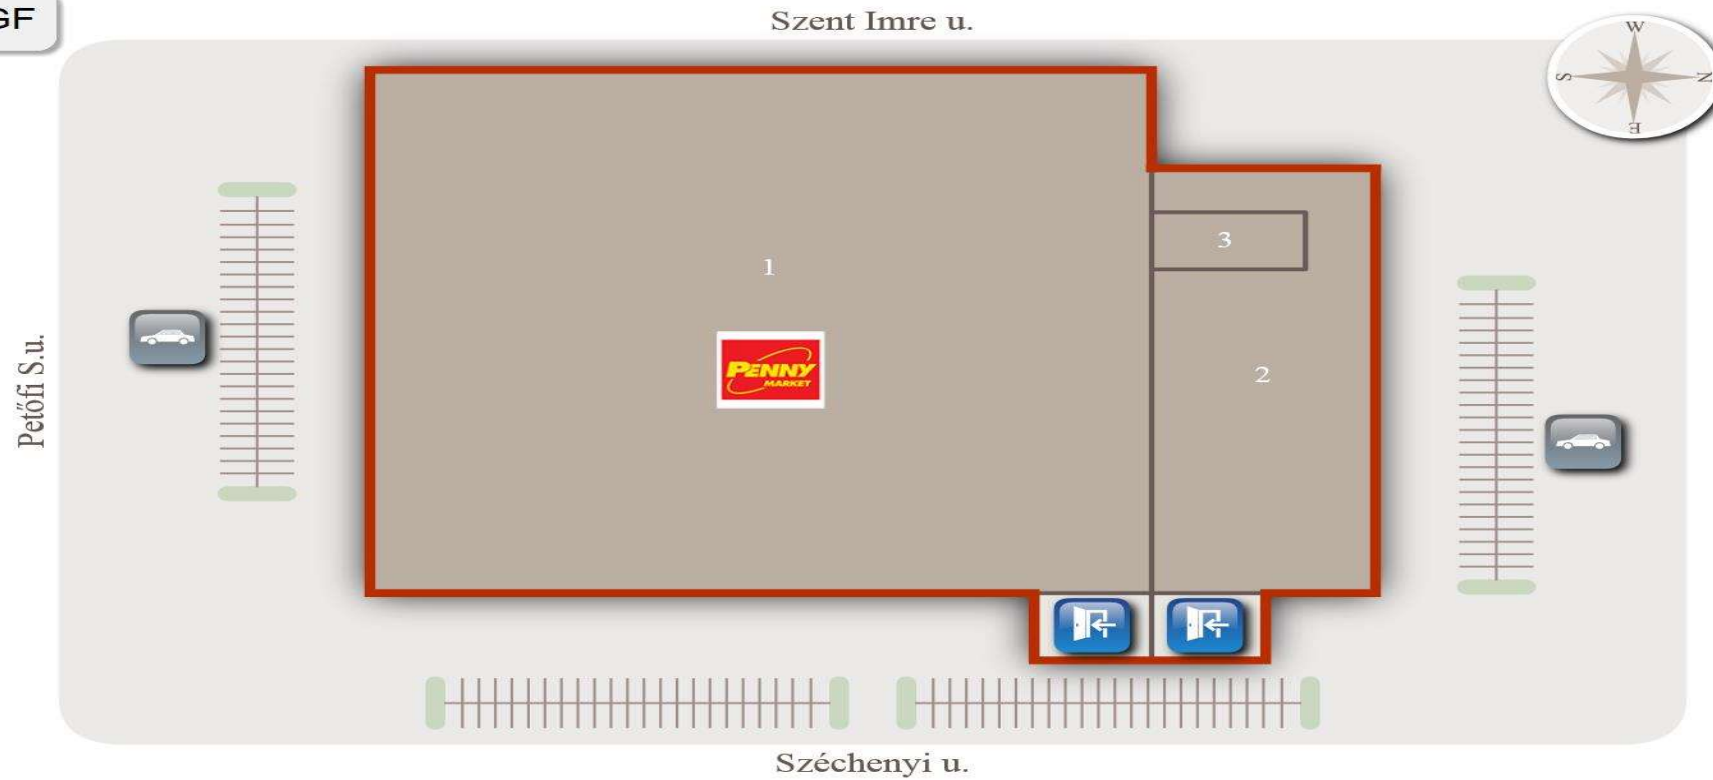 GF
Szent Imre u.
W
S
N
E
3
1
PENNY
MARKET
2
Petőfi S.u.
Széchenyi u.